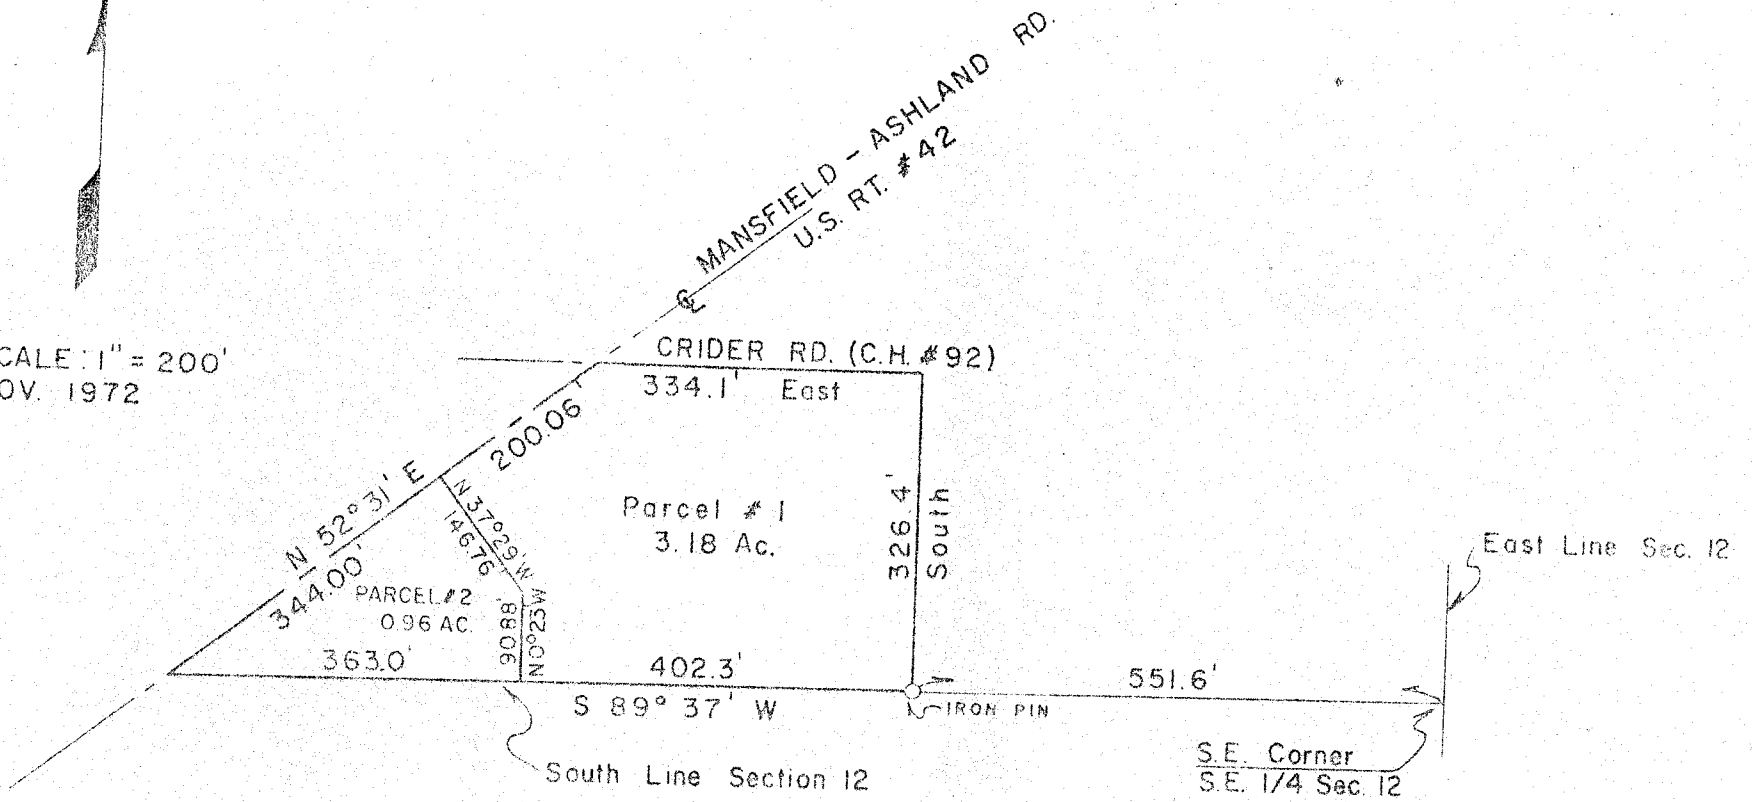 MANSFIELD - ASHLAND RD.
U.S. RT. #42
℄
CALE: 1" = 200'
OV. 1972
CRIDER RD. (C.H. #92)
334.1' East
200.06'
N 52° 31' E
344.00'
N 37°29' W
146.76'
Parcel # 1
3.18 Ac.
326.4'
South
East Line Sec. 12
PARCEL #2
0.96 AC.
90.88'
N0°23'W
363.0'
402.3'
551.6'
S 89° 37' W
IRON PIN
South Line Section 12
S.E. Corner
S.E. 1/4 Sec. 12